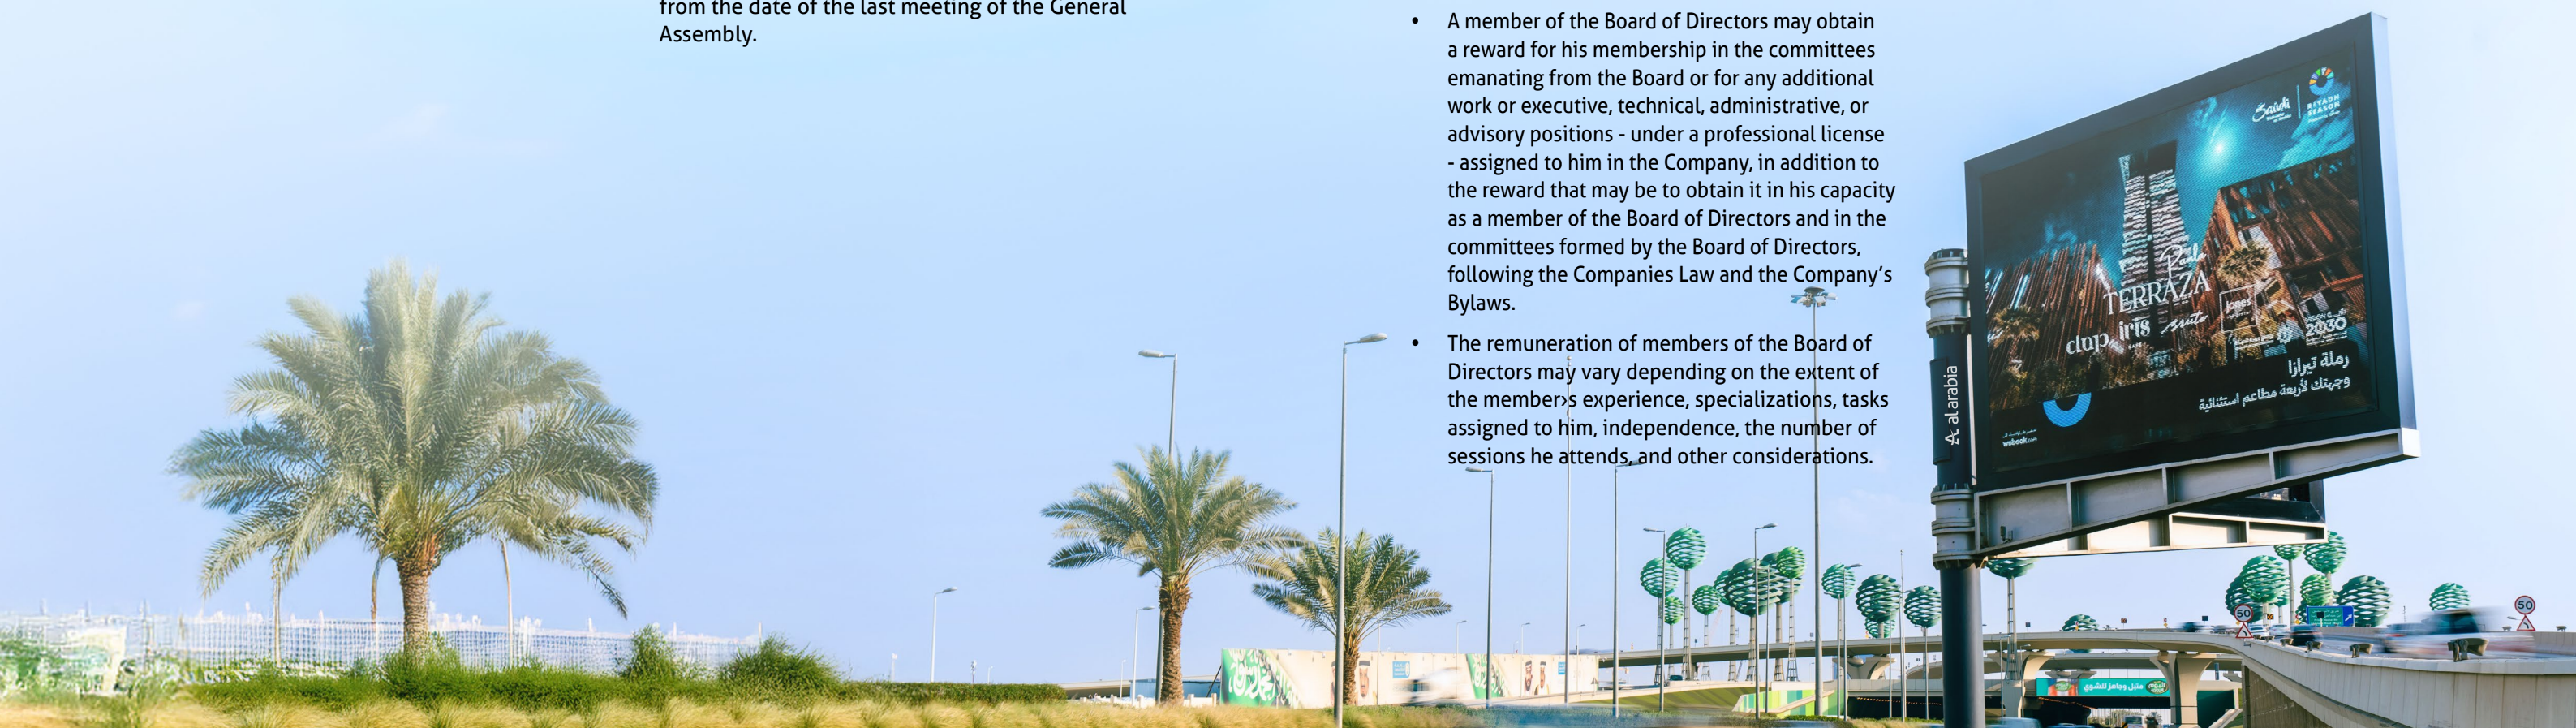 from the date of the last meeting of the General
Assembly.
• A member of the Board of Directors may obtain
a reward for his membership in the committees
emanating from the Board or for any additional
work or executive, technical, administrative, or
advisory positions - under a professional license
- assigned to him in the Company, in addition to
the reward that may be to obtain it in his capacity
as a member of the Board of Directors and in the
committees formed by the Board of Directors,
following the Companies Law and the Company's
Bylaws.
• The remuneration of members of the Board of
Directors may vary depending on the extent of
the member›s experience, specializations, tasks
assigned to him, independence, the number of
sessions he attends, and other considerations.
Saudi
RIYADH
SEASON
TERRAZA
clap iris
Jones
VISION
2030
رملة تيرازا
وجهتك لأربعة مطاعم استثنائية
webook.com
al arabia
50
50
متبل وجاهز للشوي